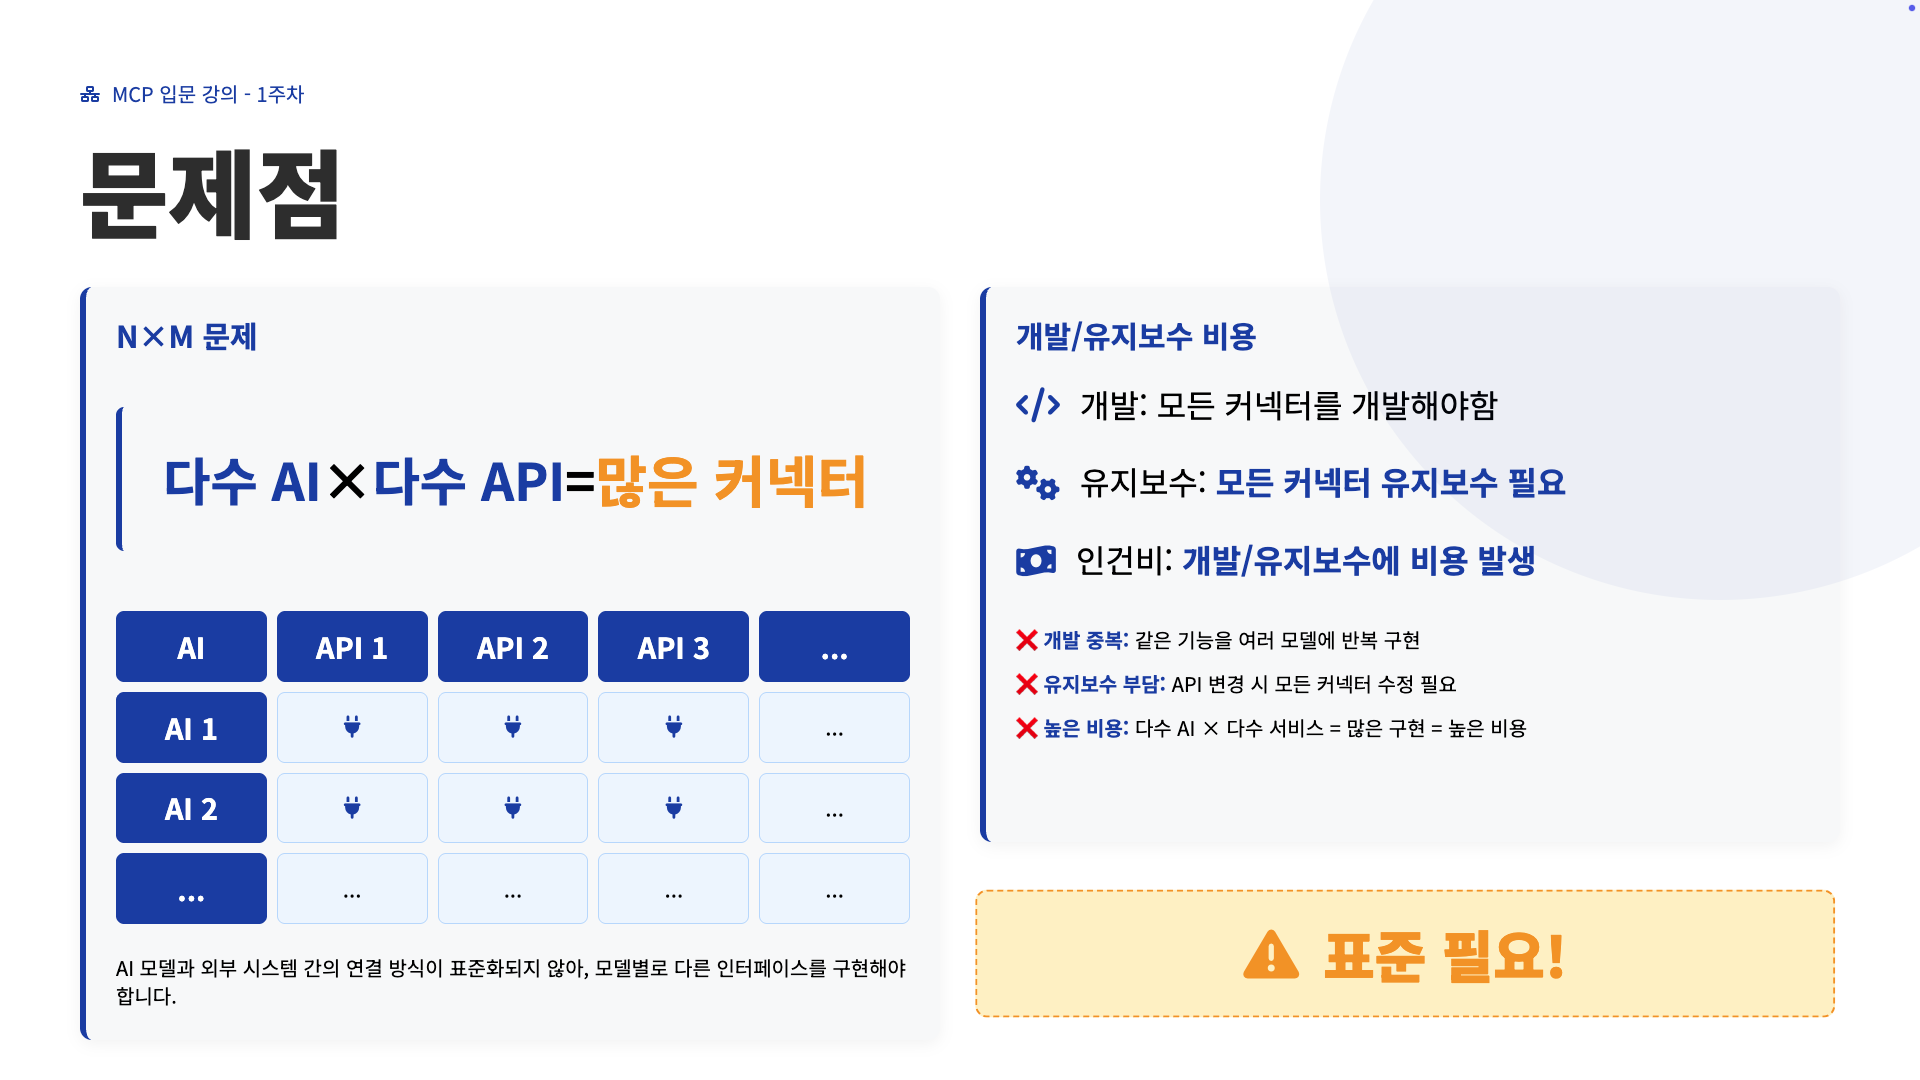 MCP 입문 강의 - 1주차
문제점
N×M 문제
다수 AI×다수 API=많은 커넥터
AI API 1 API 2 API 3 ...
AI 1 ...
AI 2 ...
... ... ... ... ...
AI 모델과 외부 시스템 간의 연결 방식이 표준화되지 않아, 모델별로 다른 인터페이스를 구현해야
합니다.
개발/유지보수 비용
개발: 모든 커넥터를 개발해야함
유지보수: 모든 커넥터 유지보수 필요
인건비: 개발/유지보수에 비용 발생
❌ 개발 중복: 같은 기능을 여러 모델에 반복 구현
❌ 유지보수 부담: API 변경 시 모든 커넥터 수정 필요
❌ 높은 비용: 다수 AI × 다수 서비스 = 많은 구현 = 높은 비용
표준 필요!